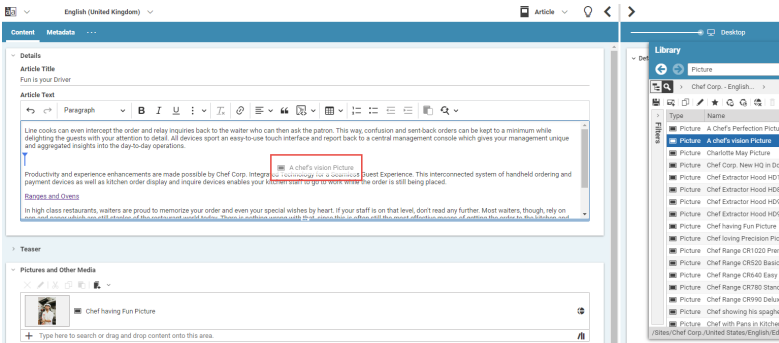 English (United Kingdom)
Article
Content Metadata
Desktop
Details
Article Title
Fun is your Driver
Article Text
Paragraph
B I U
Line cooks can even intercept the order and relay inquiries back to the waiter who can then ask the patron. This way, confusion and sent-back orders can be kept to a minimum while
delighting the guests with your attention to detail. All devices sport an easy-to-use touch interface and report back to a central management console which gives your management unique
and aggregated insights into the day-to-day operations.
A chef's vision Picture
Productivity and experience enhancements are made possible by Chef Corp. Integrated Technology for a Seamless Guest Experience. This interconnected system of handheld ordering and
payment devices as well as kitchen order display and inquire devices enables your kitchen staff to go to work while the order is still being placed.
Ranges and Ovens
In high class restaurants, waiters are proud to memorize your order and even your special wishes by heart. If your staff is on that level, don't read any further. Most waiters, though, rely on
Teaser
Pictures and Other Media
Chef having Fun Picture
Type here to search or drag and drop content onto this area.
Library
Picture
Chef Corp. - English...
Filters
Type Name
Picture A Chef's Perfection Pictu
Picture A chef's vision Picture
Picture Charlotte May Picture
Picture Chef Corp. New HQ in De
Picture Chef Extractor Hood HD
Picture Chef Extractor Hood HD
Picture Chef Extractor Hood HD
Picture Chef Extractor Hood HD
Picture Chef having Fun Picture
Picture Chef loving Precision Pic
Picture Chef Range CR1020 Prem
Picture Chef Range CR520 Basic
Picture Chef Range CR640 Easy
Picture Chef Range CR780 Stand
Picture Chef Range CR990 Delux
Picture Chef showing his spaghe
Picture Chef with Pans in Kitche
/Sites/Chef Corp./United States/English/Ed